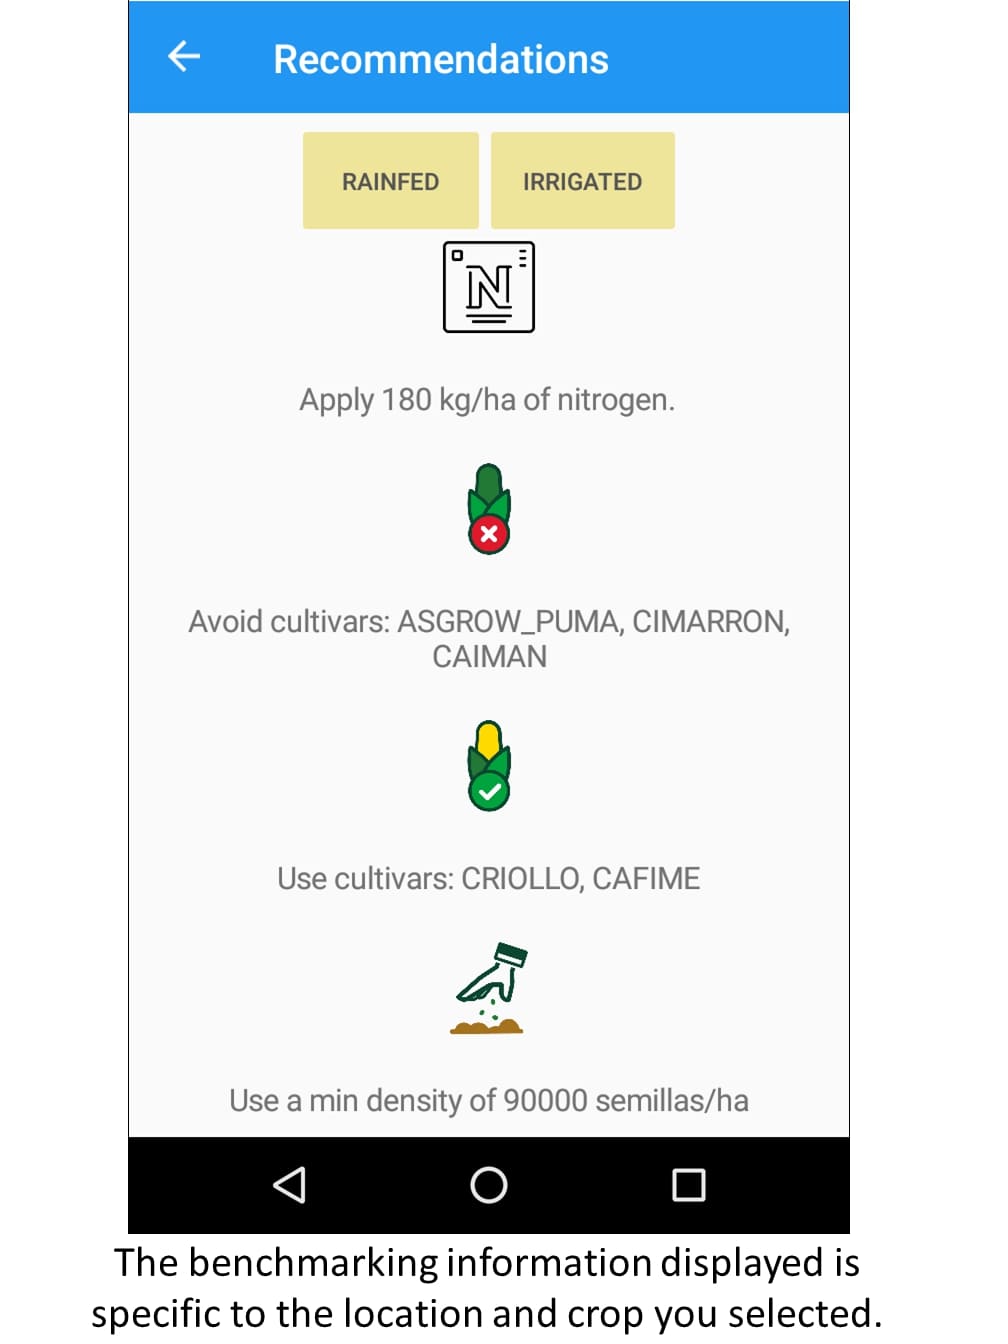 Recommendations
RAINFED IRRIGATED
N
Apply 180 kg/ha of nitrogen.
Avoid cultivars: ASGROW_PUMA, CIMARRON,
CAIMAN
Use cultivars: CRIOLLO, CAFIME
Use a min density of 90000 semillas/ha
The benchmarking information displayed is
specific to the location and crop you selected.